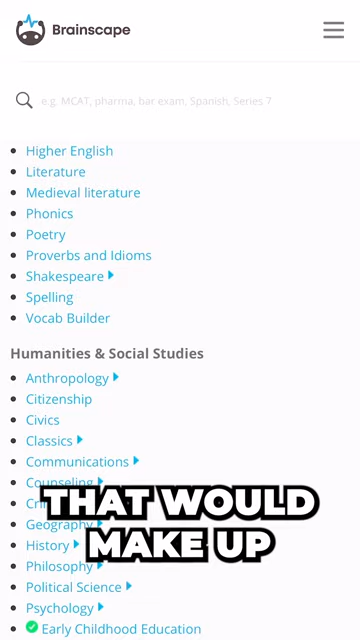 Brainscape
e.g. MCAT, pharma, bar exam, Spanish, Series 7
Higher English
Literature
Medieval literature
Phonics
Poetry
Proverbs and Idioms
Shakespeare
Spelling
Vocab Builder
Humanities & Social Studies
Anthropology
Citizenship
Civics
Classics
Communications
Counseling
THAT WOULD
Geography
History
MAKE UP
Philosophy
Political Science
Psychology
Early Childhood Education